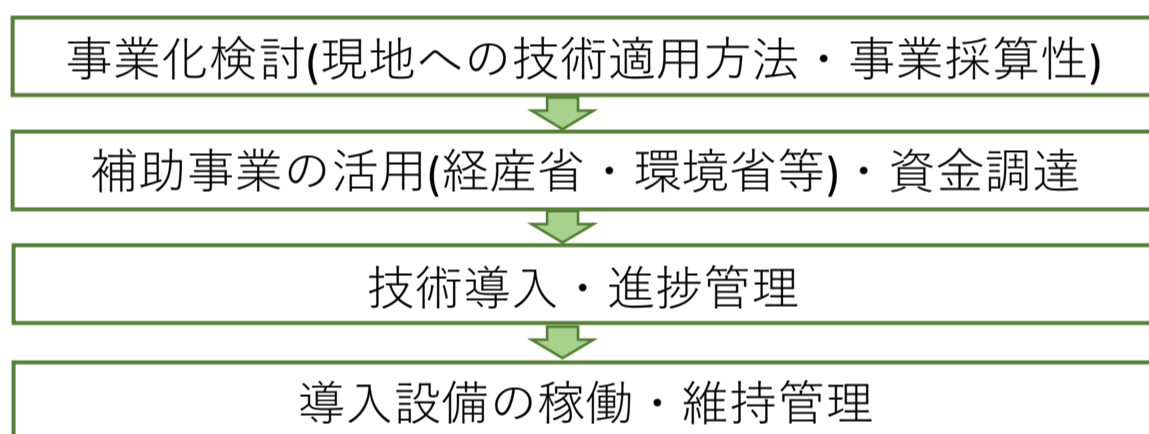 事業化検討(現地への技術適用方法・事業採算性)
補助事業の活用(経産省・環境省等)・資金調達
技術導入・進捗管理
導入設備の稼働・維持管理